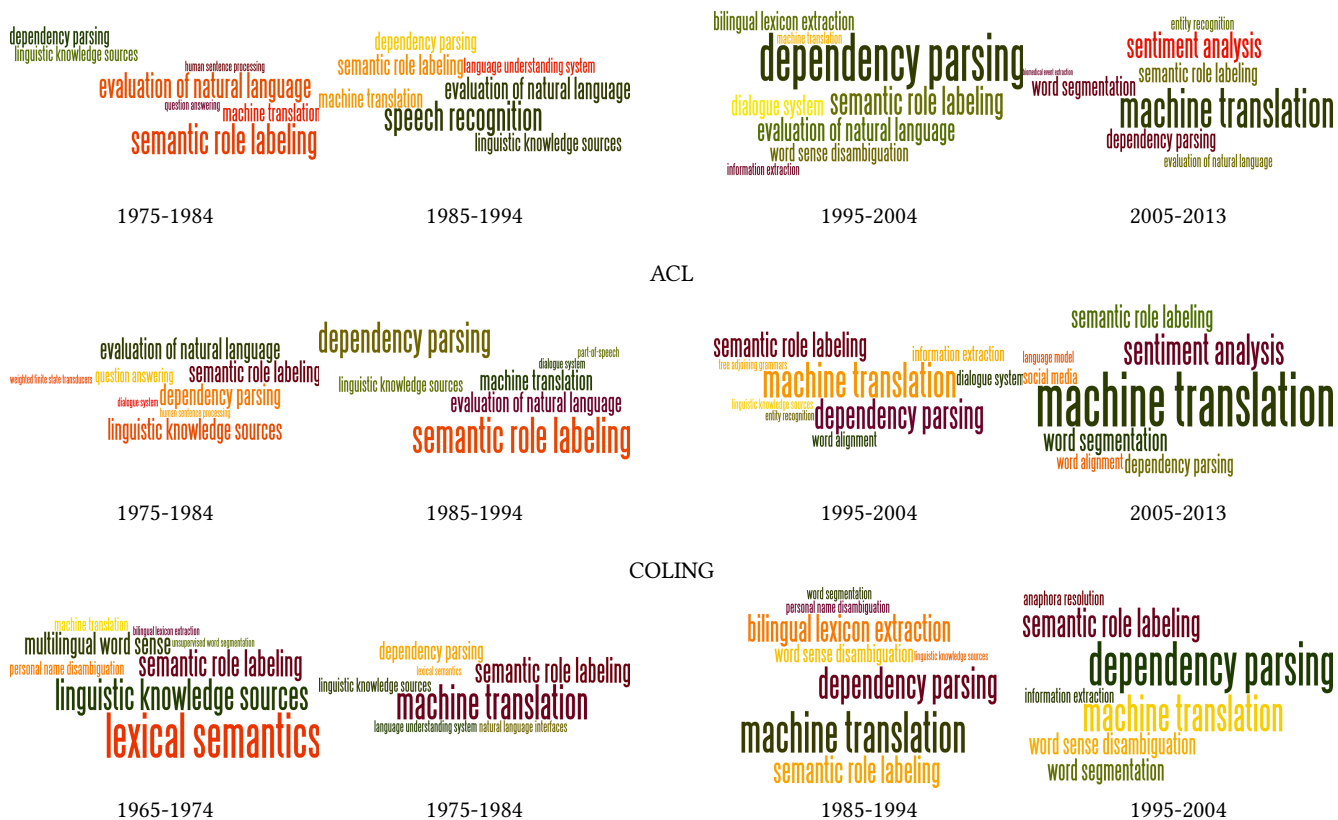 dependency parsing
linguistic knowledge sources
human sentence processing
evaluation of natural language
question answering
machine translation
semantic role labeling
1975-1984
dependency parsing
semantic role labeling
language understanding system
evaluation of natural language
machine translation
speech recognition
linguistic knowledge sources
1985-1994
bilingual lexicon extraction
machine translation
dependency parsing
dialogue system
semantic role labeling
evaluation of natural language
word sense disambiguation
information extraction
1995-2004
entity recognition
sentiment analysis
biomedical event extraction
semantic role labeling
word segmentation
machine translation
dependency parsing
evaluation of natural language
2005-2013
ACL
evaluation of natural language
weighted finite state transducers
question answering
semantic role labeling
dialogue system
dependency parsing
human sentence processing
linguistic knowledge sources
1975-1984
dependency parsing
part-of-speech
dialogue system
linguistic knowledge sources
machine translation
evaluation of natural language
semantic role labeling
1985-1994
semantic role labeling
information extraction
tree adjoining grammars
machine translation
dialogue system
linguistic knowledge sources
entity recognition
dependency parsing
word alignment
1995-2004
semantic role labeling
language model
sentiment analysis
social media
machine translation
word segmentation
word alignment
dependency parsing
2005-2013
COLING
machine translation
bilingual lexicon extraction
multilingual word sense
unsupervised word segmentation
personal name disambiguation
semantic role labeling
linguistic knowledge sources
lexical semantics
1965-1974
dependency parsing
lexical semantics
semantic role labeling
linguistic knowledge sources
machine translation
language understanding system
natural language interfaces
1975-1984
word segmentation
personal name disambiguation
bilingual lexicon extraction
word sense disambiguation
linguistic knowledge sources
dependency parsing
machine translation
semantic role labeling
1985-1994
anaphora resolution
semantic role labeling
dependency parsing
information extraction
machine translation
word sense disambiguation
word segmentation
1995-2004